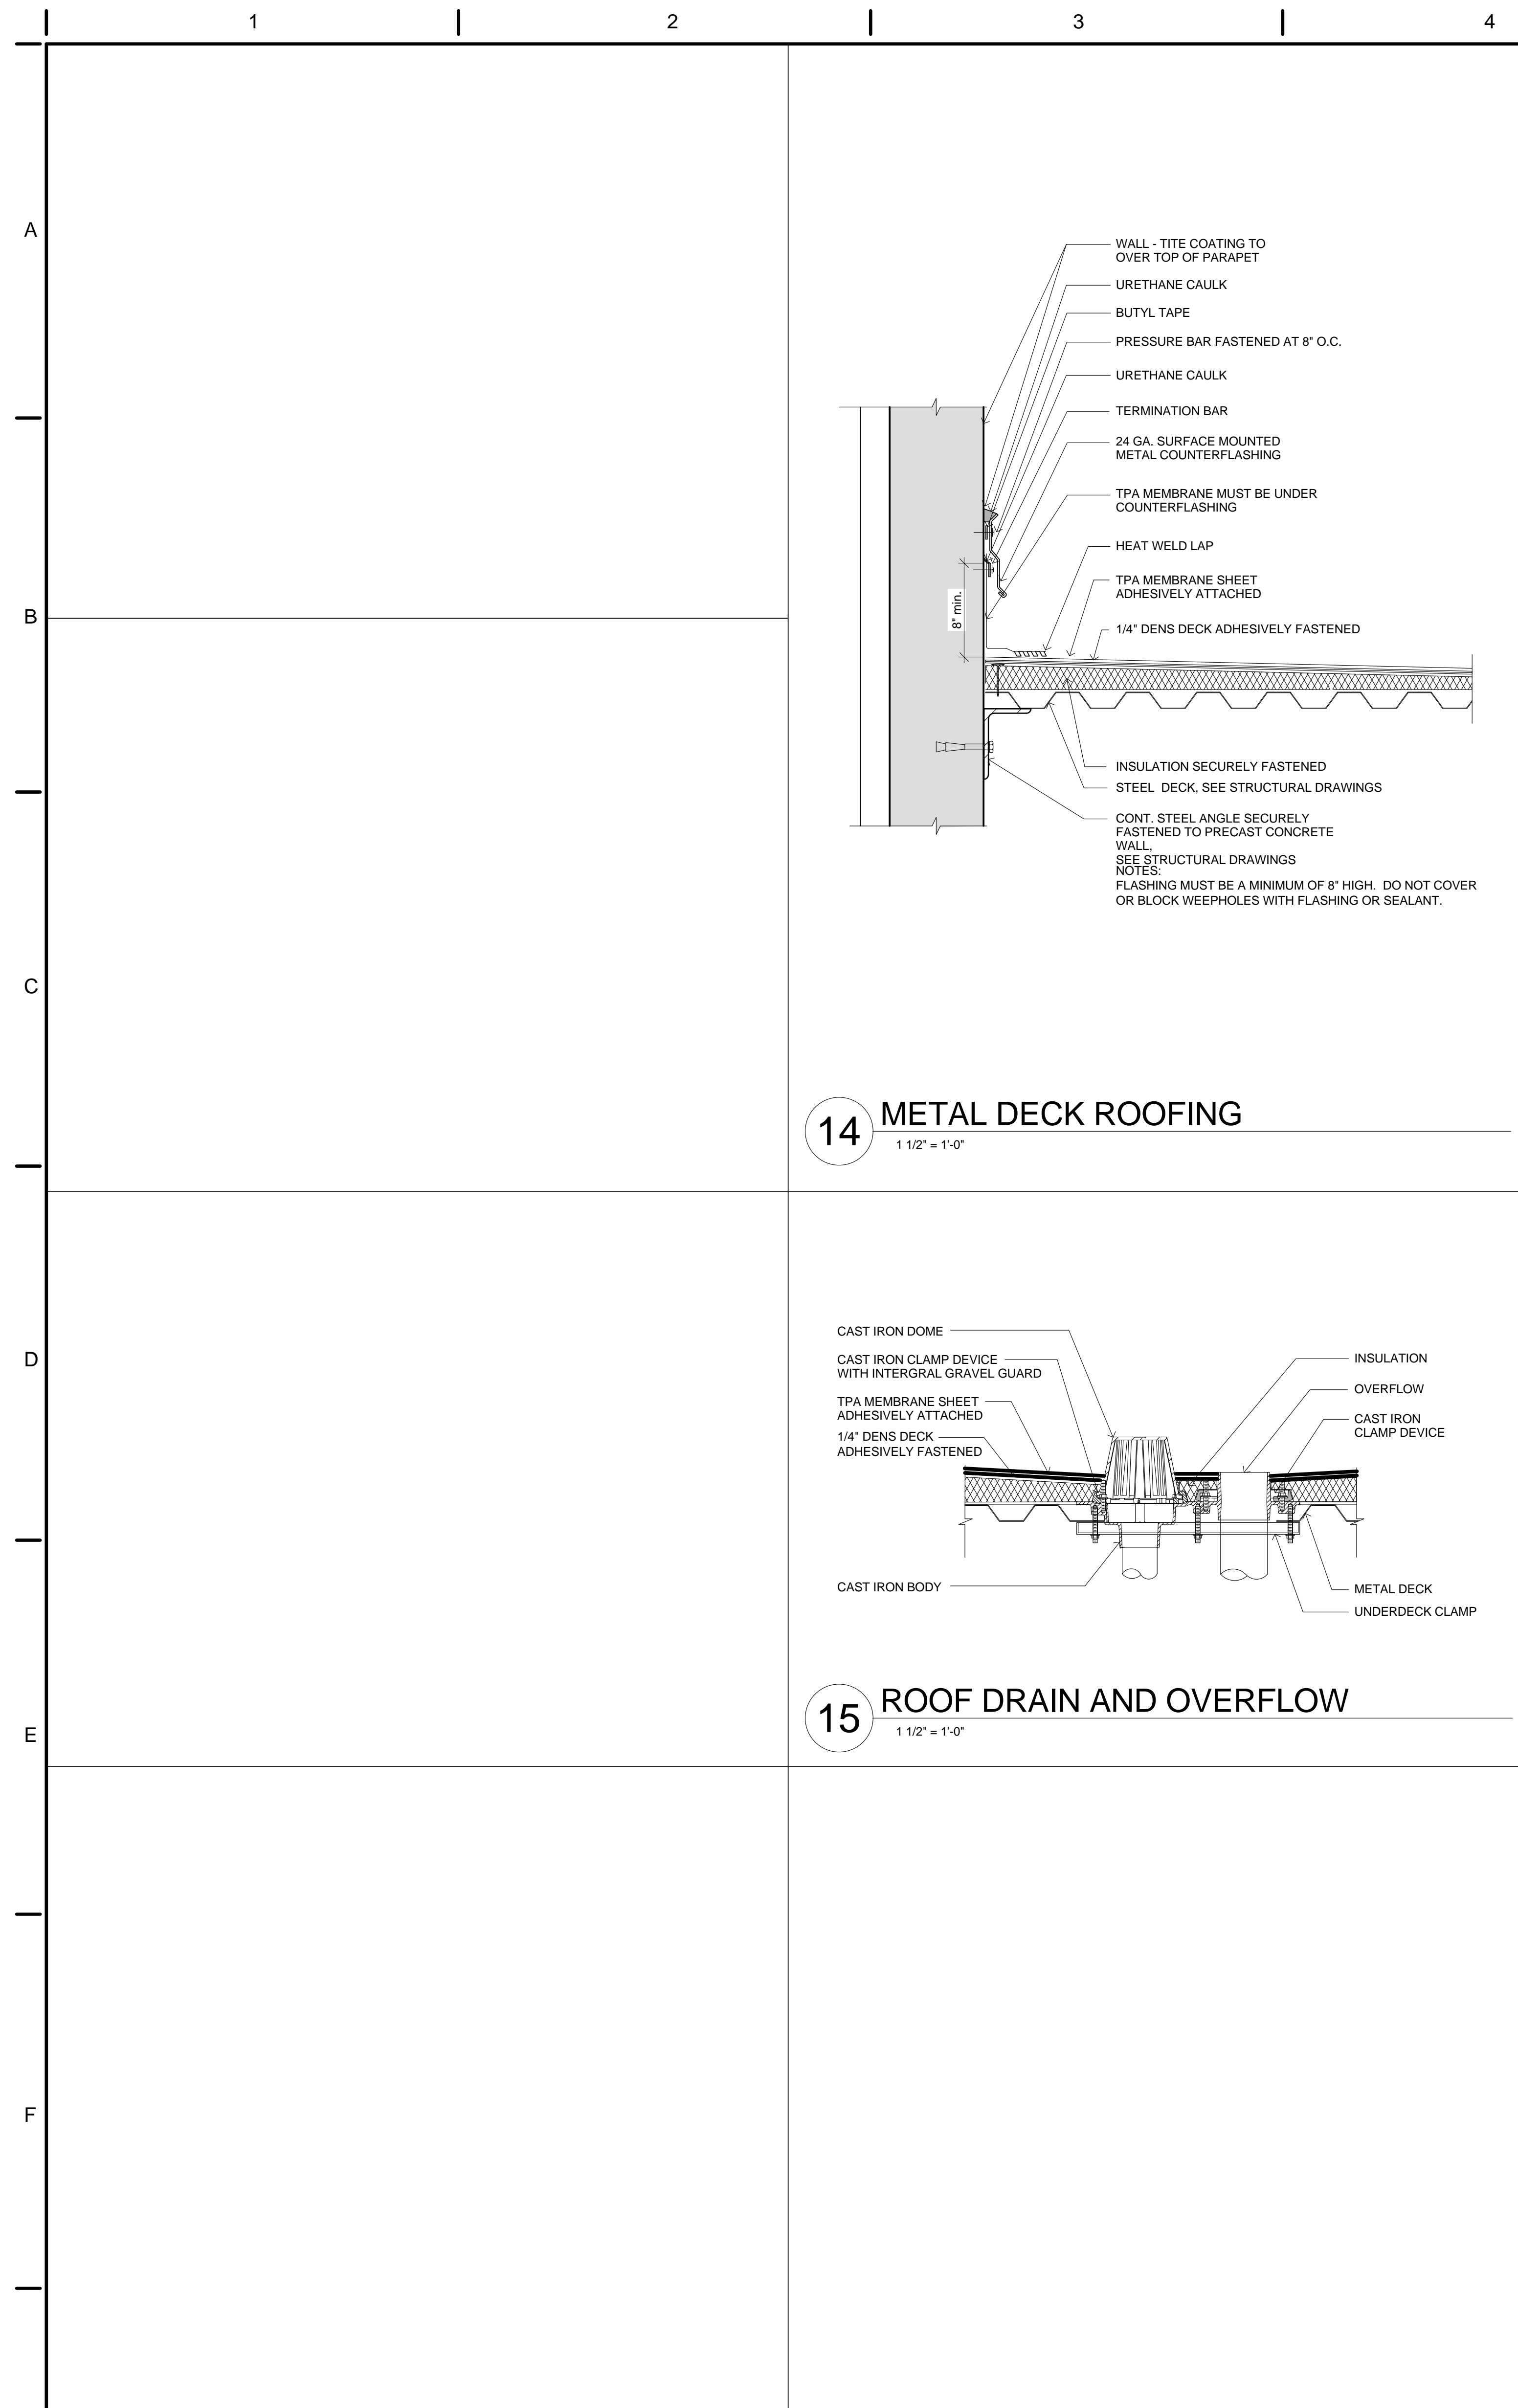 1
2
3
4
A
B
C
D
E
F
WALL - TITE COATING TO
OVER TOP OF PARAPET
URETHANE CAULK
BUTYL TAPE
PRESSURE BAR FASTENED AT 8" O.C.
URETHANE CAULK
TERMINATION BAR
24 GA. SURFACE MOUNTED
METAL COUNTERFLASHING
TPA MEMBRANE MUST BE UNDER
COUNTERFLASHING
HEAT WELD LAP
TPA MEMBRANE SHEET
ADHESIVELY ATTACHED
8" min.
1/4" DENS DECK ADHESIVELY FASTENED
INSULATION SECURELY FASTENED
STEEL DECK, SEE STRUCTURAL DRAWINGS
CONT. STEEL ANGLE SECURELY
FASTENED TO PRECAST CONCRETE
WALL,
SEE STRUCTURAL DRAWINGS
NOTES:
FLASHING MUST BE A MINIMUM OF 8" HIGH. DO NOT COVER
OR BLOCK WEEPHOLES WITH FLASHING OR SEALANT.
14 METAL DECK ROOFING
1 1/2" = 1'-0"
CAST IRON DOME
CAST IRON CLAMP DEVICE
WITH INTERGRAL GRAVEL GUARD
TPA MEMBRANE SHEET
ADHESIVELY ATTACHED
1/4" DENS DECK
ADHESIVELY FASTENED
CAST IRON BODY
INSULATION
OVERFLOW
CAST IRON
CLAMP DEVICE
METAL DECK
UNDERDECK CLAMP
15 ROOF DRAIN AND OVERFLOW
1 1/2" = 1'-0"